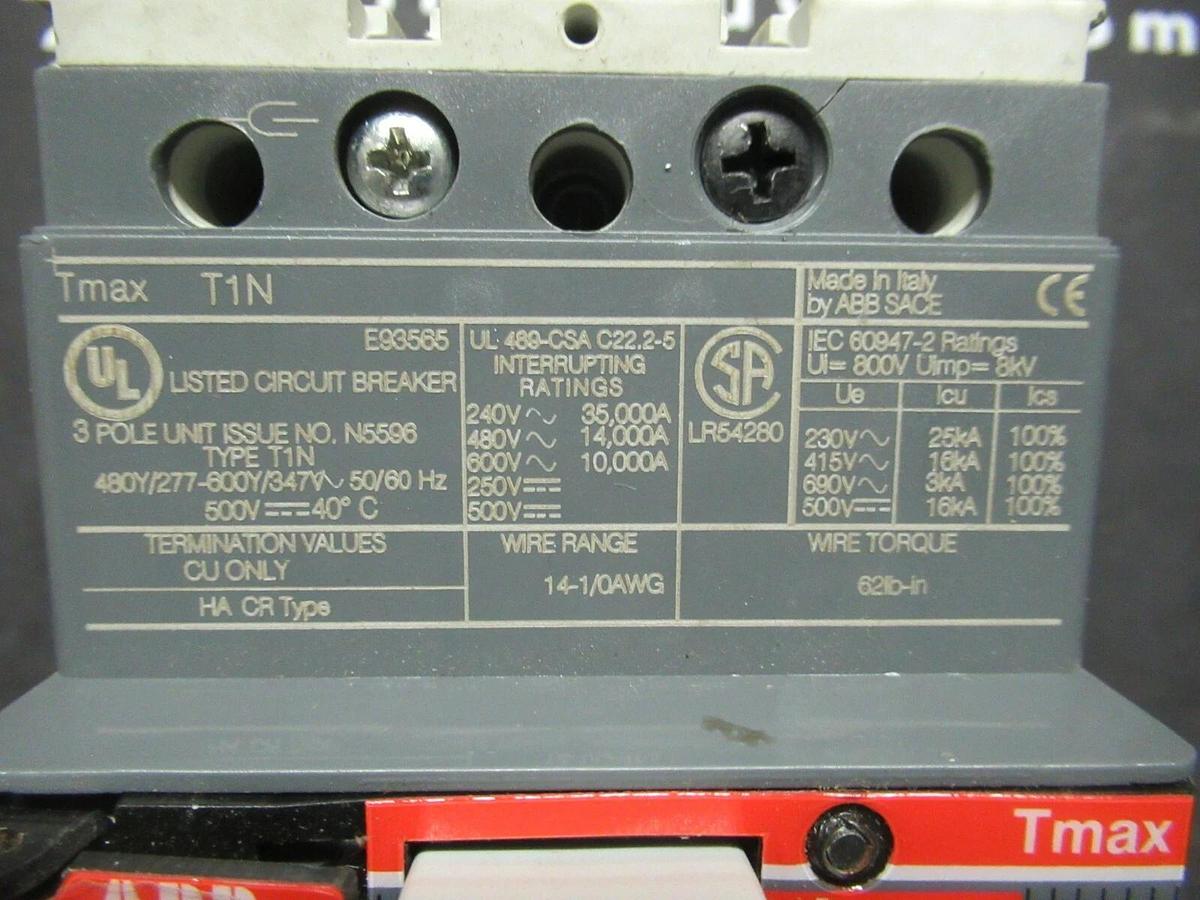 Tmax T1N
Made in Italy
by ABB SACE
CE
UL
E93565
LISTED CIRCUIT BREAKER
3 POLE UNIT ISSUE NO. N5596
TYPE T1N
480Y/277-600Y/347V~ 50/60 Hz
500V⎓40° C
UL 489-CSA C22.2-5
INTERRUPTING
RATINGS
240V~ 35,000A
480V~ 14,000A
600V~ 10,000A
250V⎓
500V⎓
SA
LR54280
IEC 60947-2 Ratings
Ui= 800V Uimp= 8kV
Ue Icu Ics
230V~ 25kA 100%
415V~ 16kA 100%
690V~ 3kA 100%
500V⎓ 16kA 100%
TERMINATION VALUES
CU ONLY
HA CR Type
WIRE RANGE
14-1/0AWG
WIRE TORQUE
62lb-in
Tmax
ABB